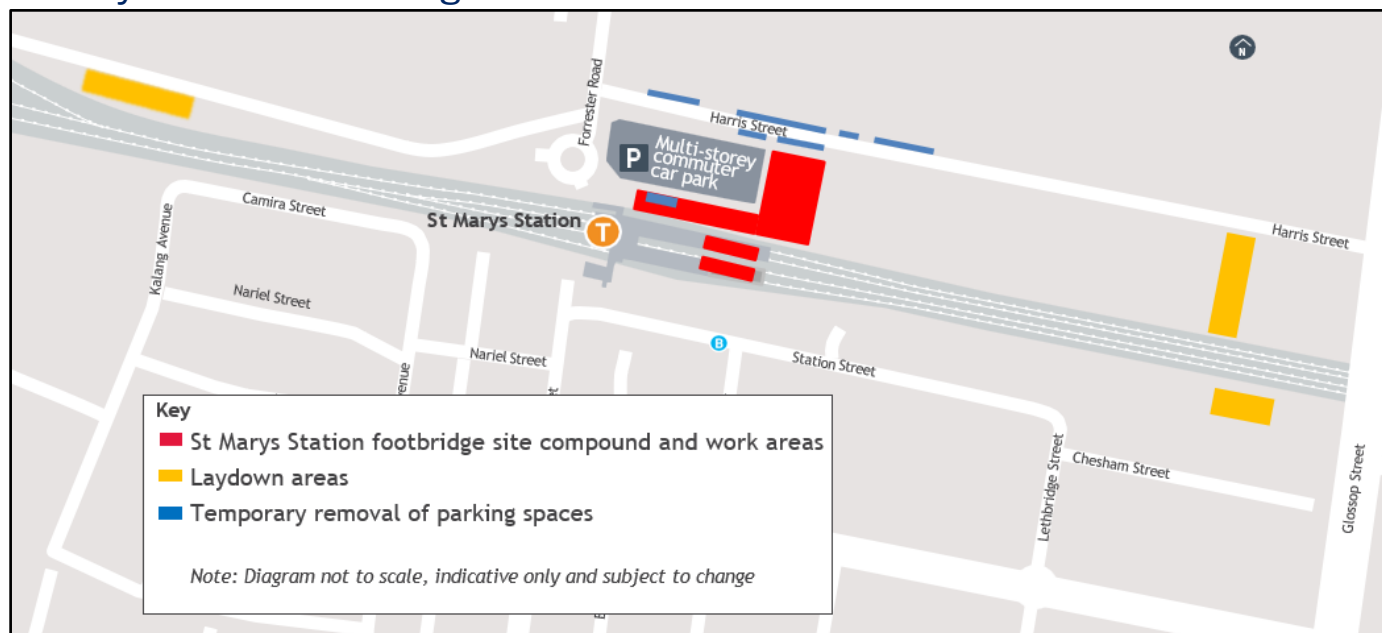 N
Forrester Road
Harris Street
P
Multi-storey
commuter
car park
Camira Street
St Marys Station
T
Harris Street
Kalang Avenue
Nariel Street
B
Nariel Street
Station Street
Key
St Marys Station footbridge site compound and work areas
Laydown areas
Temporary removal of parking spaces
Note: Diagram not to scale, indicative only and subject to change
Lethbridge Street
Chesham Street
Glossop Street